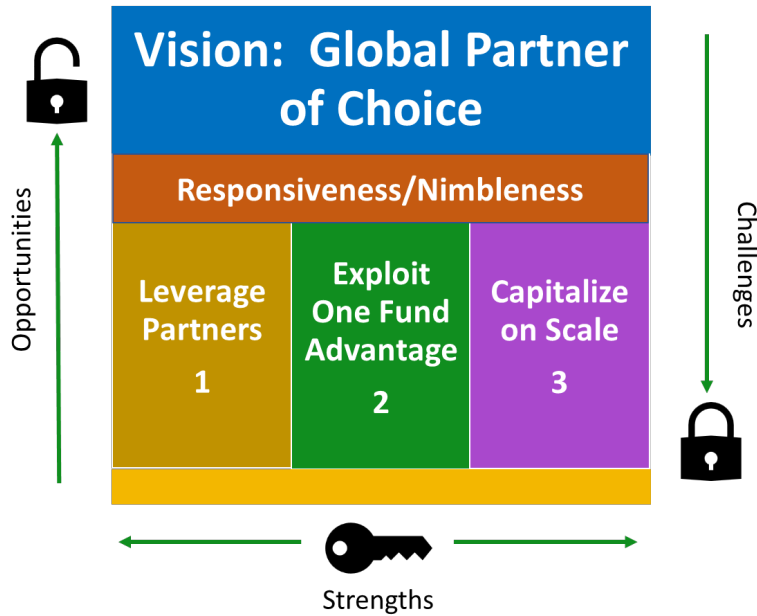 Vision:  Global Partner
of Choice
Responsiveness/Nimbleness
Opportunities
Leverage
Partners
1
Exploit
One Fund
Advantage
2
Capitalize
on Scale
3
Challenges
Strengths